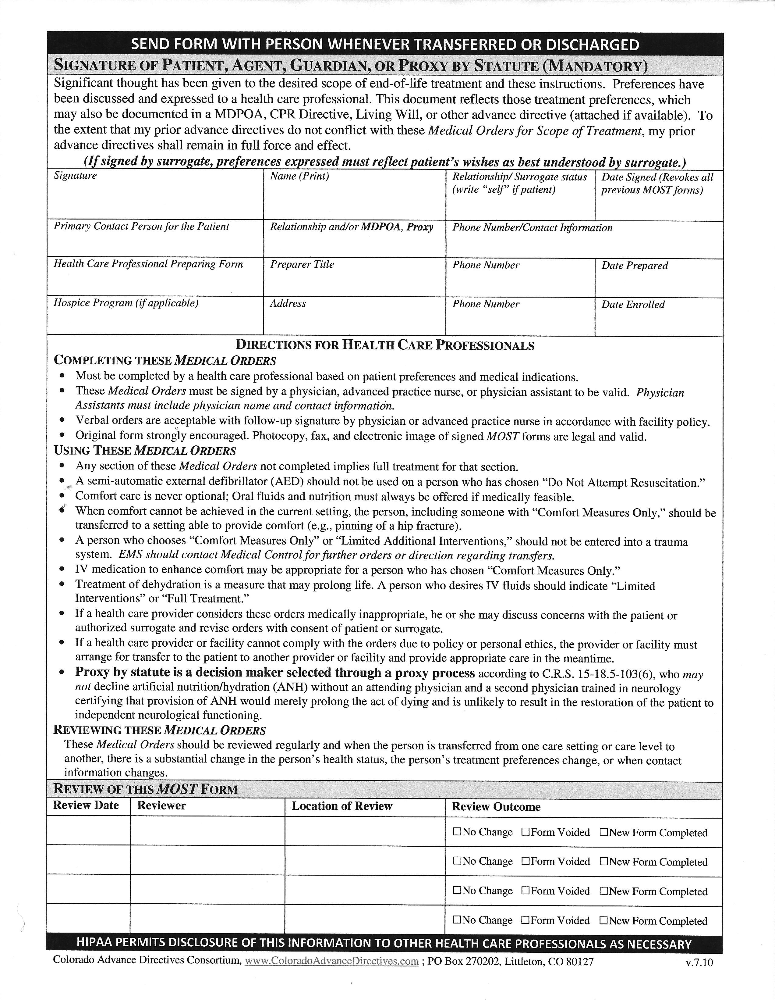 SEND FORM WITH PERSON WHENEVER TRANSFERRED OR DISCHARGED
SIGNATURE OF PATIENT, AGENT, GUARDIAN, OR PROXY BY STATUTE (MANDATORY)
Significant thought has been given to the desired scope of end-of-life treatment and these instructions. Preferences have
been discussed and expressed to a health care professional. This document reflects those treatment preferences, which
may also be documented in a MDPOA, CPR Directive, Living Will, or other advance directive (attached if available). To
the extent that my prior advance directives do not conflict with these Medical Orders for Scope of Treatment, my prior
advance directives shall remain in full force and effect.
(If signed by surrogate, preferences expressed must reflect patient's wishes as best understood by surrogate.)
Signature Name (Print) Relationship/ Surrogate status Date Signed (Revokes all
(write "self" if patient) previous MOST forms)
Primary Contact Person for the Patient Relationship and/or MDPOA, Proxy Phone Number/Contact Information
Health Care Professional Preparing Form Preparer Title Phone Number Date Prepared
Hospice Program (if applicable) Address Phone Number Date Enrolled
DIRECTIONS FOR HEALTH CARE PROFESSIONALS
COMPLETING THESE MEDICAL ORDERS
• Must be completed by a health care professional based on patient preferences and medical indications.
• These Medical Orders must be signed by a physician, advanced practice nurse, or physician assistant to be valid. Physician
Assistants must include physician name and contact information.
• Verbal orders are acceptable with follow-up signature by physician or advanced practice nurse in accordance with facility policy.
• Original form strongly encouraged. Photocopy, fax, and electronic image of signed MOST forms are legal and valid.
USING THESE MEDICAL ORDERS
• Any section of these Medical Orders not completed implies full treatment for that section.
• A semi-automatic external defibrillator (AED) should not be used on a person who has chosen "Do Not Attempt Resuscitation."
• Comfort care is never optional; Oral fluids and nutrition must always be offered if medically feasible.
• When comfort cannot be achieved in the current setting, the person, including someone with "Comfort Measures Only," should be
transferred to a setting able to provide comfort (e.g., pinning of a hip fracture).
• A person who chooses "Comfort Measures Only" or "Limited Additional Interventions," should not be entered into a trauma
system. EMS should contact Medical Control for further orders or direction regarding transfers.
• IV medication to enhance comfort may be appropriate for a person who has chosen "Comfort Measures Only."
• Treatment of dehydration is a measure that may prolong life. A person who desires IV fluids should indicate "Limited
Interventions" or "Full Treatment."
• If a health care provider considers these orders medically inappropriate, he or she may discuss concerns with the patient or
authorized surrogate and revise orders with consent of patient or surrogate.
• If a health care provider or facility cannot comply with the orders due to policy or personal ethics, the provider or facility must
arrange for transfer to the patient to another provider or facility and provide appropriate care in the meantime.
• Proxy by statute is a decision maker selected through a proxy process according to C.R.S. 15-18.5-103(6), who may
not decline artificial nutrition/hydration (ANH) without an attending physician and a second physician trained in neurology
certifying that provision of ANH would merely prolong the act of dying and is unlikely to result in the restoration of the patient to
independent neurological functioning.
REVIEWING THESE MEDICAL ORDERS
These Medical Orders should be reviewed regularly and when the person is transferred from one care setting or care level to
another, there is a substantial change in the person's health status, the person's treatment preferences change, or when contact
information changes.
REVIEW OF THIS MOST FORM
Review Date Reviewer Location of Review Review Outcome
☐No Change ☐Form Voided ☐New Form Completed
☐No Change ☐Form Voided ☐New Form Completed
☐No Change ☐Form Voided ☐New Form Completed
☐No Change ☐Form Voided ☐New Form Completed
HIPAA PERMITS DISCLOSURE OF THIS INFORMATION TO OTHER HEALTH CARE PROFESSIONALS AS NECESSARY
Colorado Advance Directives Consortium, www.ColoradoAdvanceDirectives.com ; PO Box 270202, Littleton, CO 80127 v.7.10